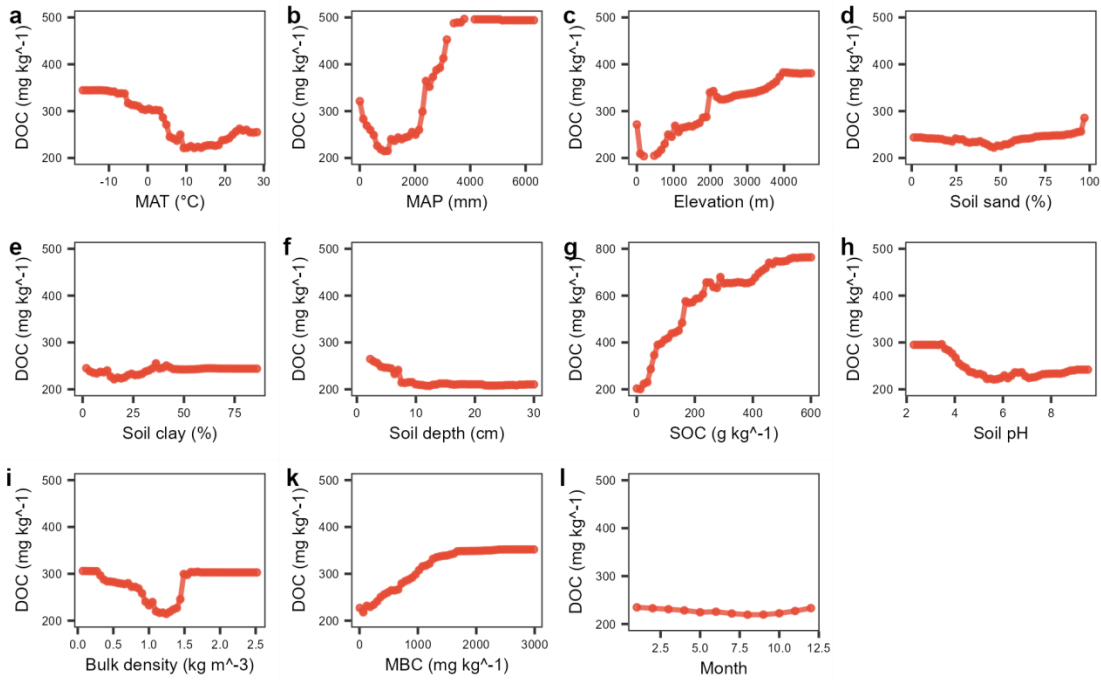 a
500
400
300
200
DOC (mg kg^-1)
-10 0 10 20 30
MAT (°C)
b
500
400
300
200
DOC (mg kg^-1)
0 2000 4000 6000
MAP (mm)
c
500
400
300
200
DOC (mg kg^-1)
0 1000 2000 3000 4000
Elevation (m)
d
500
400
300
200
DOC (mg kg^-1)
0 25 50 75 100
Soil sand (%)
e
500
400
300
200
DOC (mg kg^-1)
0 25 50 75
Soil clay (%)
f
500
400
300
200
DOC (mg kg^-1)
0 10 20 30
Soil depth (cm)
g
800
600
400
200
DOC (mg kg^-1)
0 200 400 600
SOC (g kg^-1)
h
500
400
300
200
DOC (mg kg^-1)
2 4 6 8
Soil pH
i
500
400
300
200
DOC (mg kg^-1)
0.0 0.5 1.0 1.5 2.0 2.5
Bulk density (kg m^-3)
k
500
400
300
200
DOC (mg kg^-1)
0 1000 2000 3000
MBC (mg kg^-1)
l
500
400
300
200
DOC (mg kg^-1)
2.5 5.0 7.5 10.0 12.5
Month